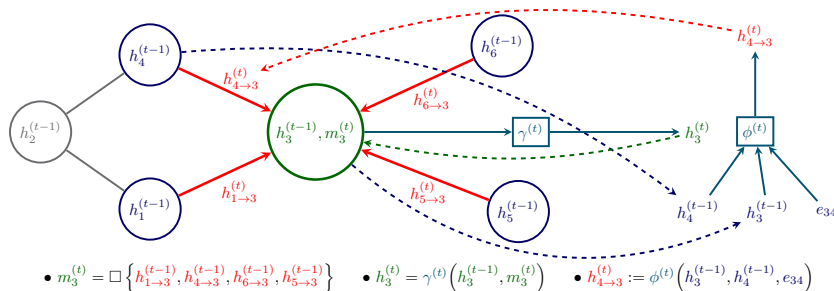 h_4^{(t-1)}
h_6^{(t-1)}
h_{4→3}^{(t)}
h_{4→3}^{(t)}
h_{6→3}^{(t)}
h_2^{(t-1)}
h_3^{(t-1)}, m_3^{(t)}
γ^{(t)}
h_3^{(t)}
φ^{(t)}
h_{1→3}^{(t)}
h_{5→3}^{(t)}
h_1^{(t-1)}
h_5^{(t-1)}
h_4^{(t-1)}
h_3^{(t-1)}
e_{34}
• m_3^{(t)} = □ {h_{1→3}^{(t-1)}, h_{4→3}^{(t-1)}, h_{6→3}^{(t-1)}, h_{5→3}^{(t-1)}} • h_3^{(t)} = γ^{(t)}(h_3^{(t-1)}, m_3^{(t)}) • h_{4→3}^{(t)} := φ^{(t)}(h_3^{(t-1)}, h_4^{(t-1)}, e_{34})